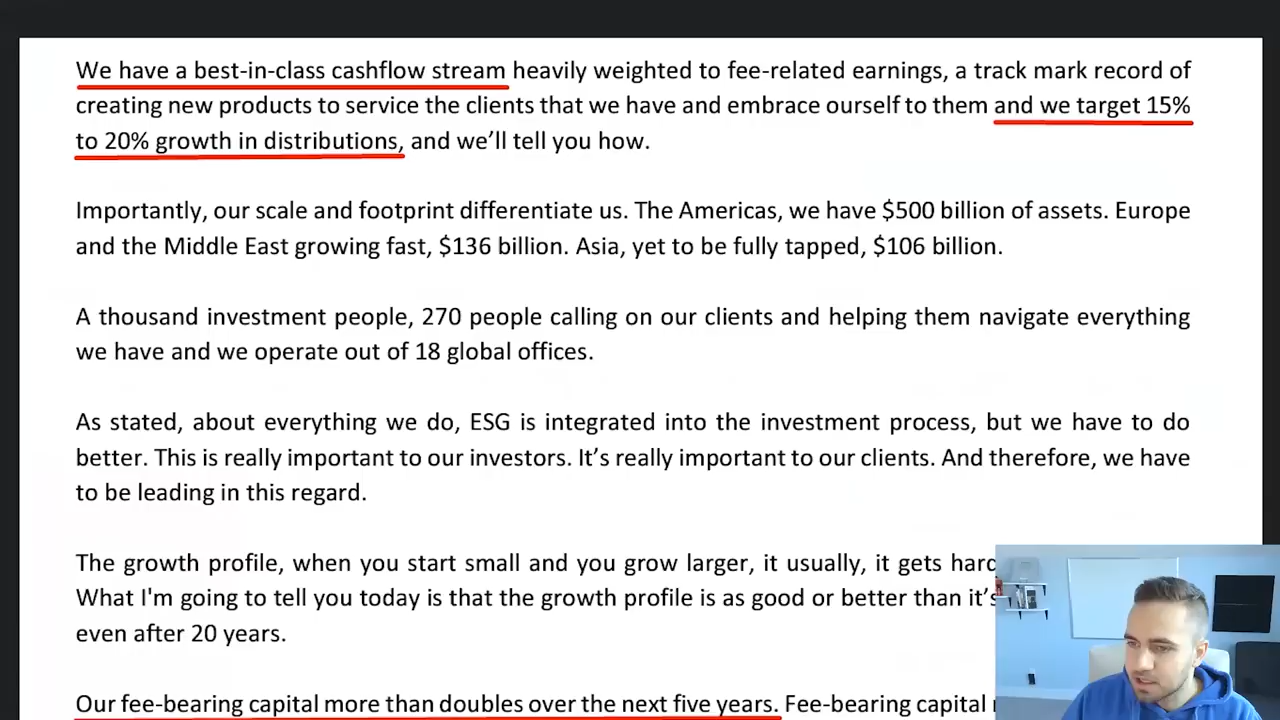 We have a best-in-class cashflow stream heavily weighted to fee-related earnings, a track mark record of
creating new products to service the clients that we have and embrace ourself to them and we target 15%
to 20% growth in distributions, and we'll tell you how.
Importantly, our scale and footprint differentiate us. The Americas, we have $500 billion of assets. Europe
and the Middle East growing fast, $136 billion. Asia, yet to be fully tapped, $106 billion.
A thousand investment people, 270 people calling on our clients and helping them navigate everything
we have and we operate out of 18 global offices.
As stated, about everything we do, ESG is integrated into the investment process, but we have to do
better. This is really important to our investors. It's really important to our clients. And therefore, we have
to be leading in this regard.
The growth profile, when you start small and you grow larger, it usually, it gets
What I'm going to tell you today is that the growth profile is as good or better than it's
even after 20 years.
Our fee-bearing capital more than doubles over the next five years. Fee-bearing capital